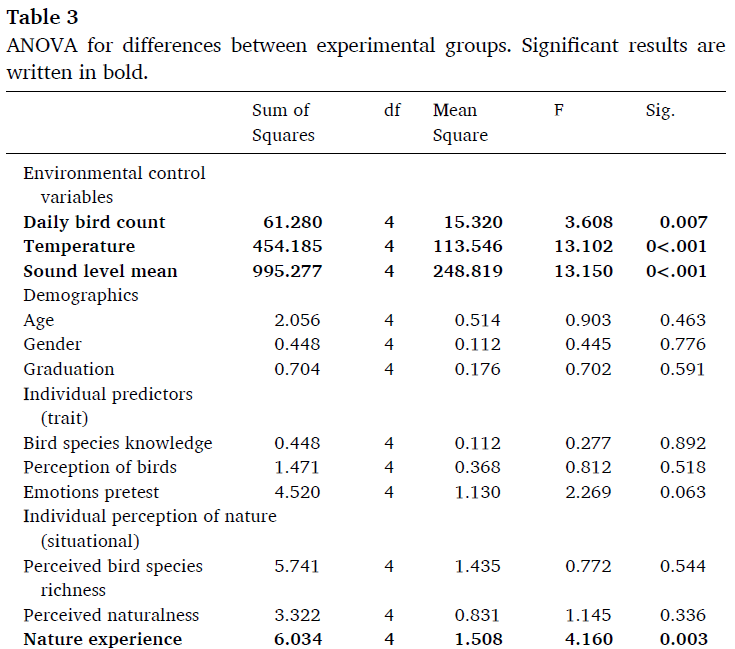 Table 3
ANOVA for differences between experimental groups. Significant results are
written in bold.
Sum of Squares df Mean Square F Sig.
Environmental control
variables
Daily bird count 61.280 4 15.320 3.608 0.007
Temperature 454.185 4 113.546 13.102 0<.001
Sound level mean 995.277 4 248.819 13.150 0<.001
Demographics
Age 2.056 4 0.514 0.903 0.463
Gender 0.448 4 0.112 0.445 0.776
Graduation 0.704 4 0.176 0.702 0.591
Individual predictors
(trait)
Bird species knowledge 0.448 4 0.112 0.277 0.892
Perception of birds 1.471 4 0.368 0.812 0.518
Emotions pretest 4.520 4 1.130 2.269 0.063
Individual perception of nature
(situational)
Perceived bird species 5.741 4 1.435 0.772 0.544
richness
Perceived naturalness 3.322 4 0.831 1.145 0.336
Nature experience 6.034 4 1.508 4.160 0.003